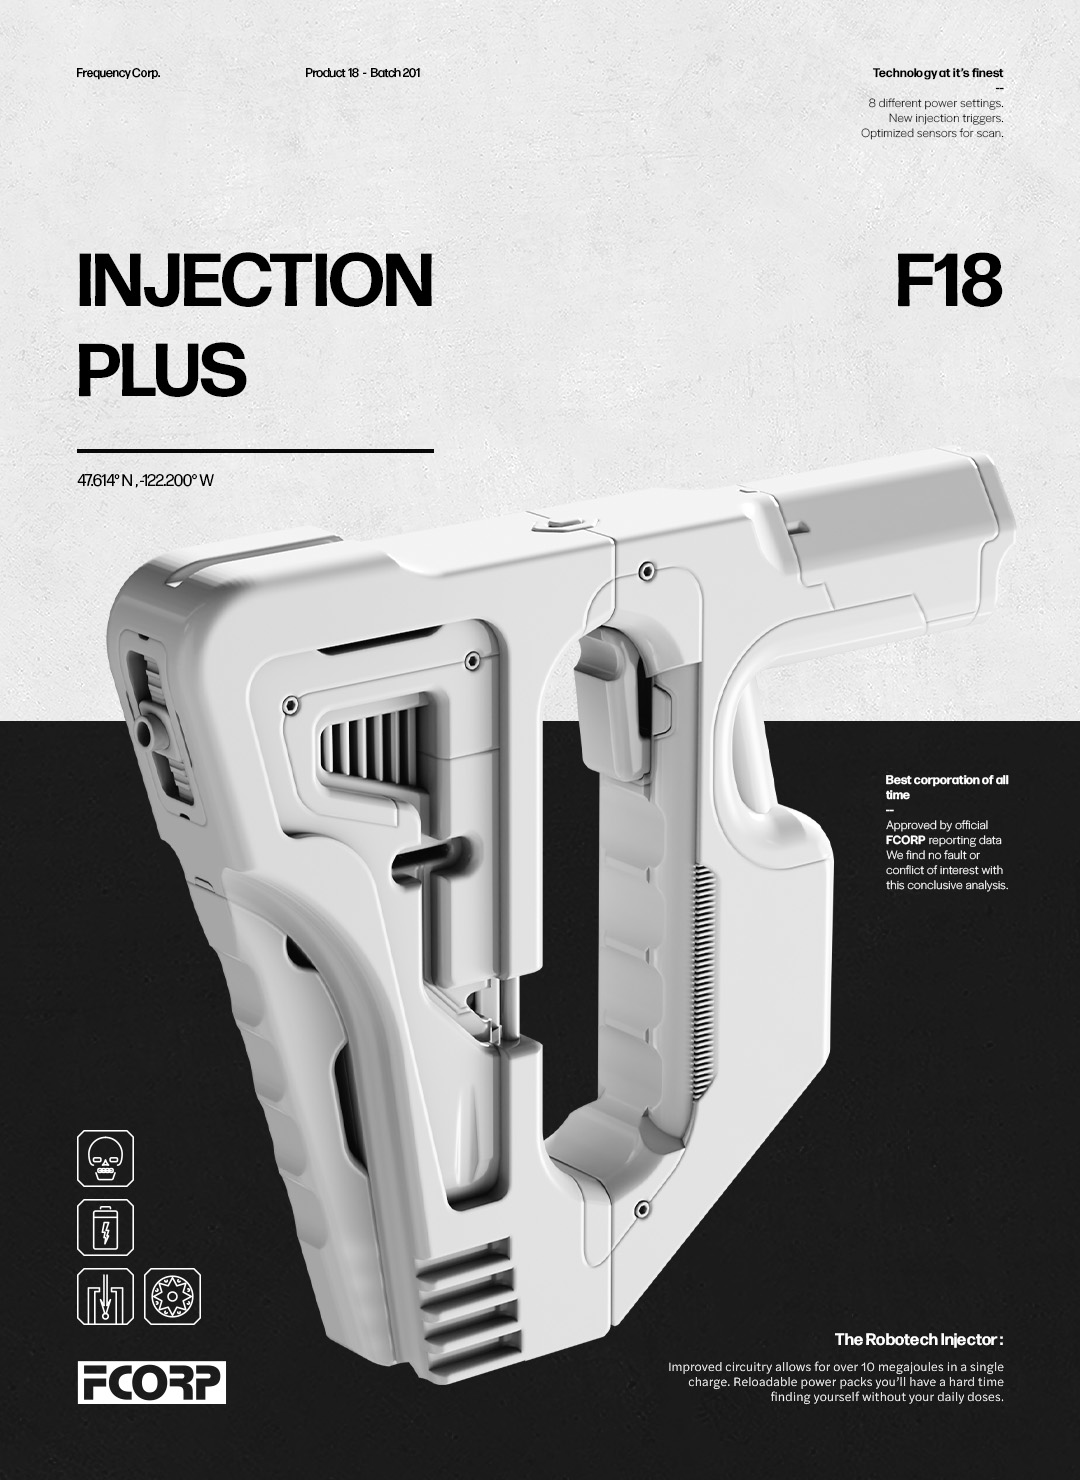 Frequency Corp.
Product 18 - Batch 201
Technology at it's finest
--
8 different power settings.
New injection triggers.
Optimized sensors for scan.
INJECTION
PLUS
F18
47.614° N , -122.200° W
Best corporation of all
time
--
Approved by official
FCORP reporting data
We find no fault or
conflict of interest with
this conclusive analysis.
The Robotech Injector :
Improved circuitry allows for over 10 megajoules in a single
charge. Reloadable power packs you'll have a hard time
finding yourself without your daily doses.
FCORP